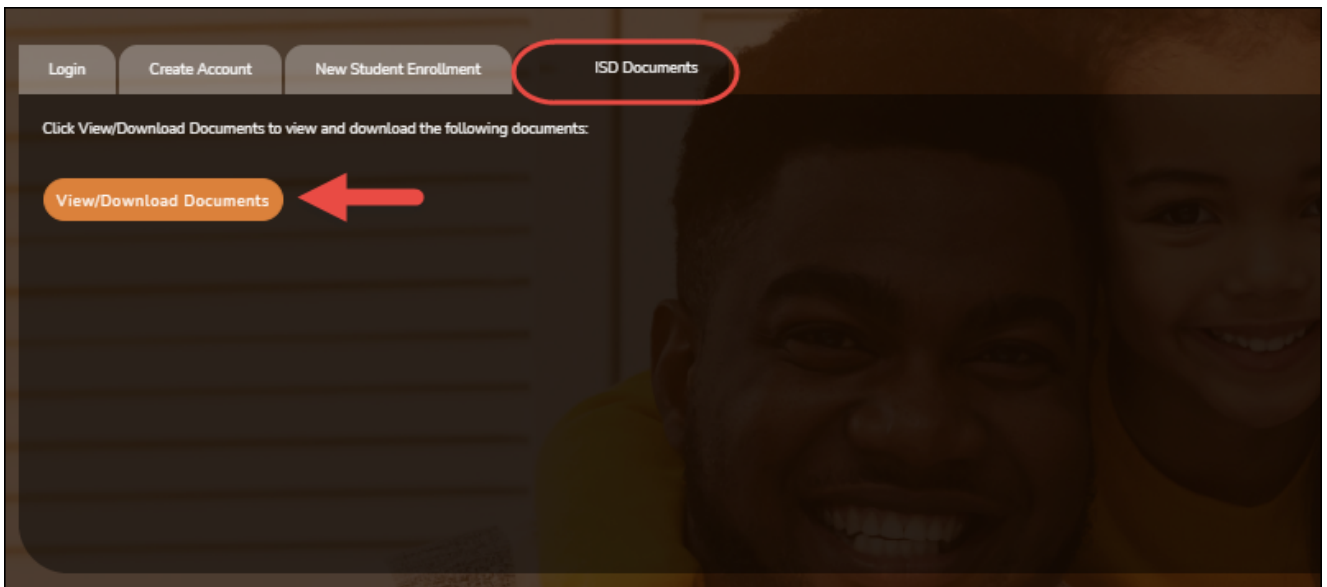 Login
Create Account
New Student Enrollment
ISD Documents
Click View/Download Documents to view and download the following documents:
View/Download Documents